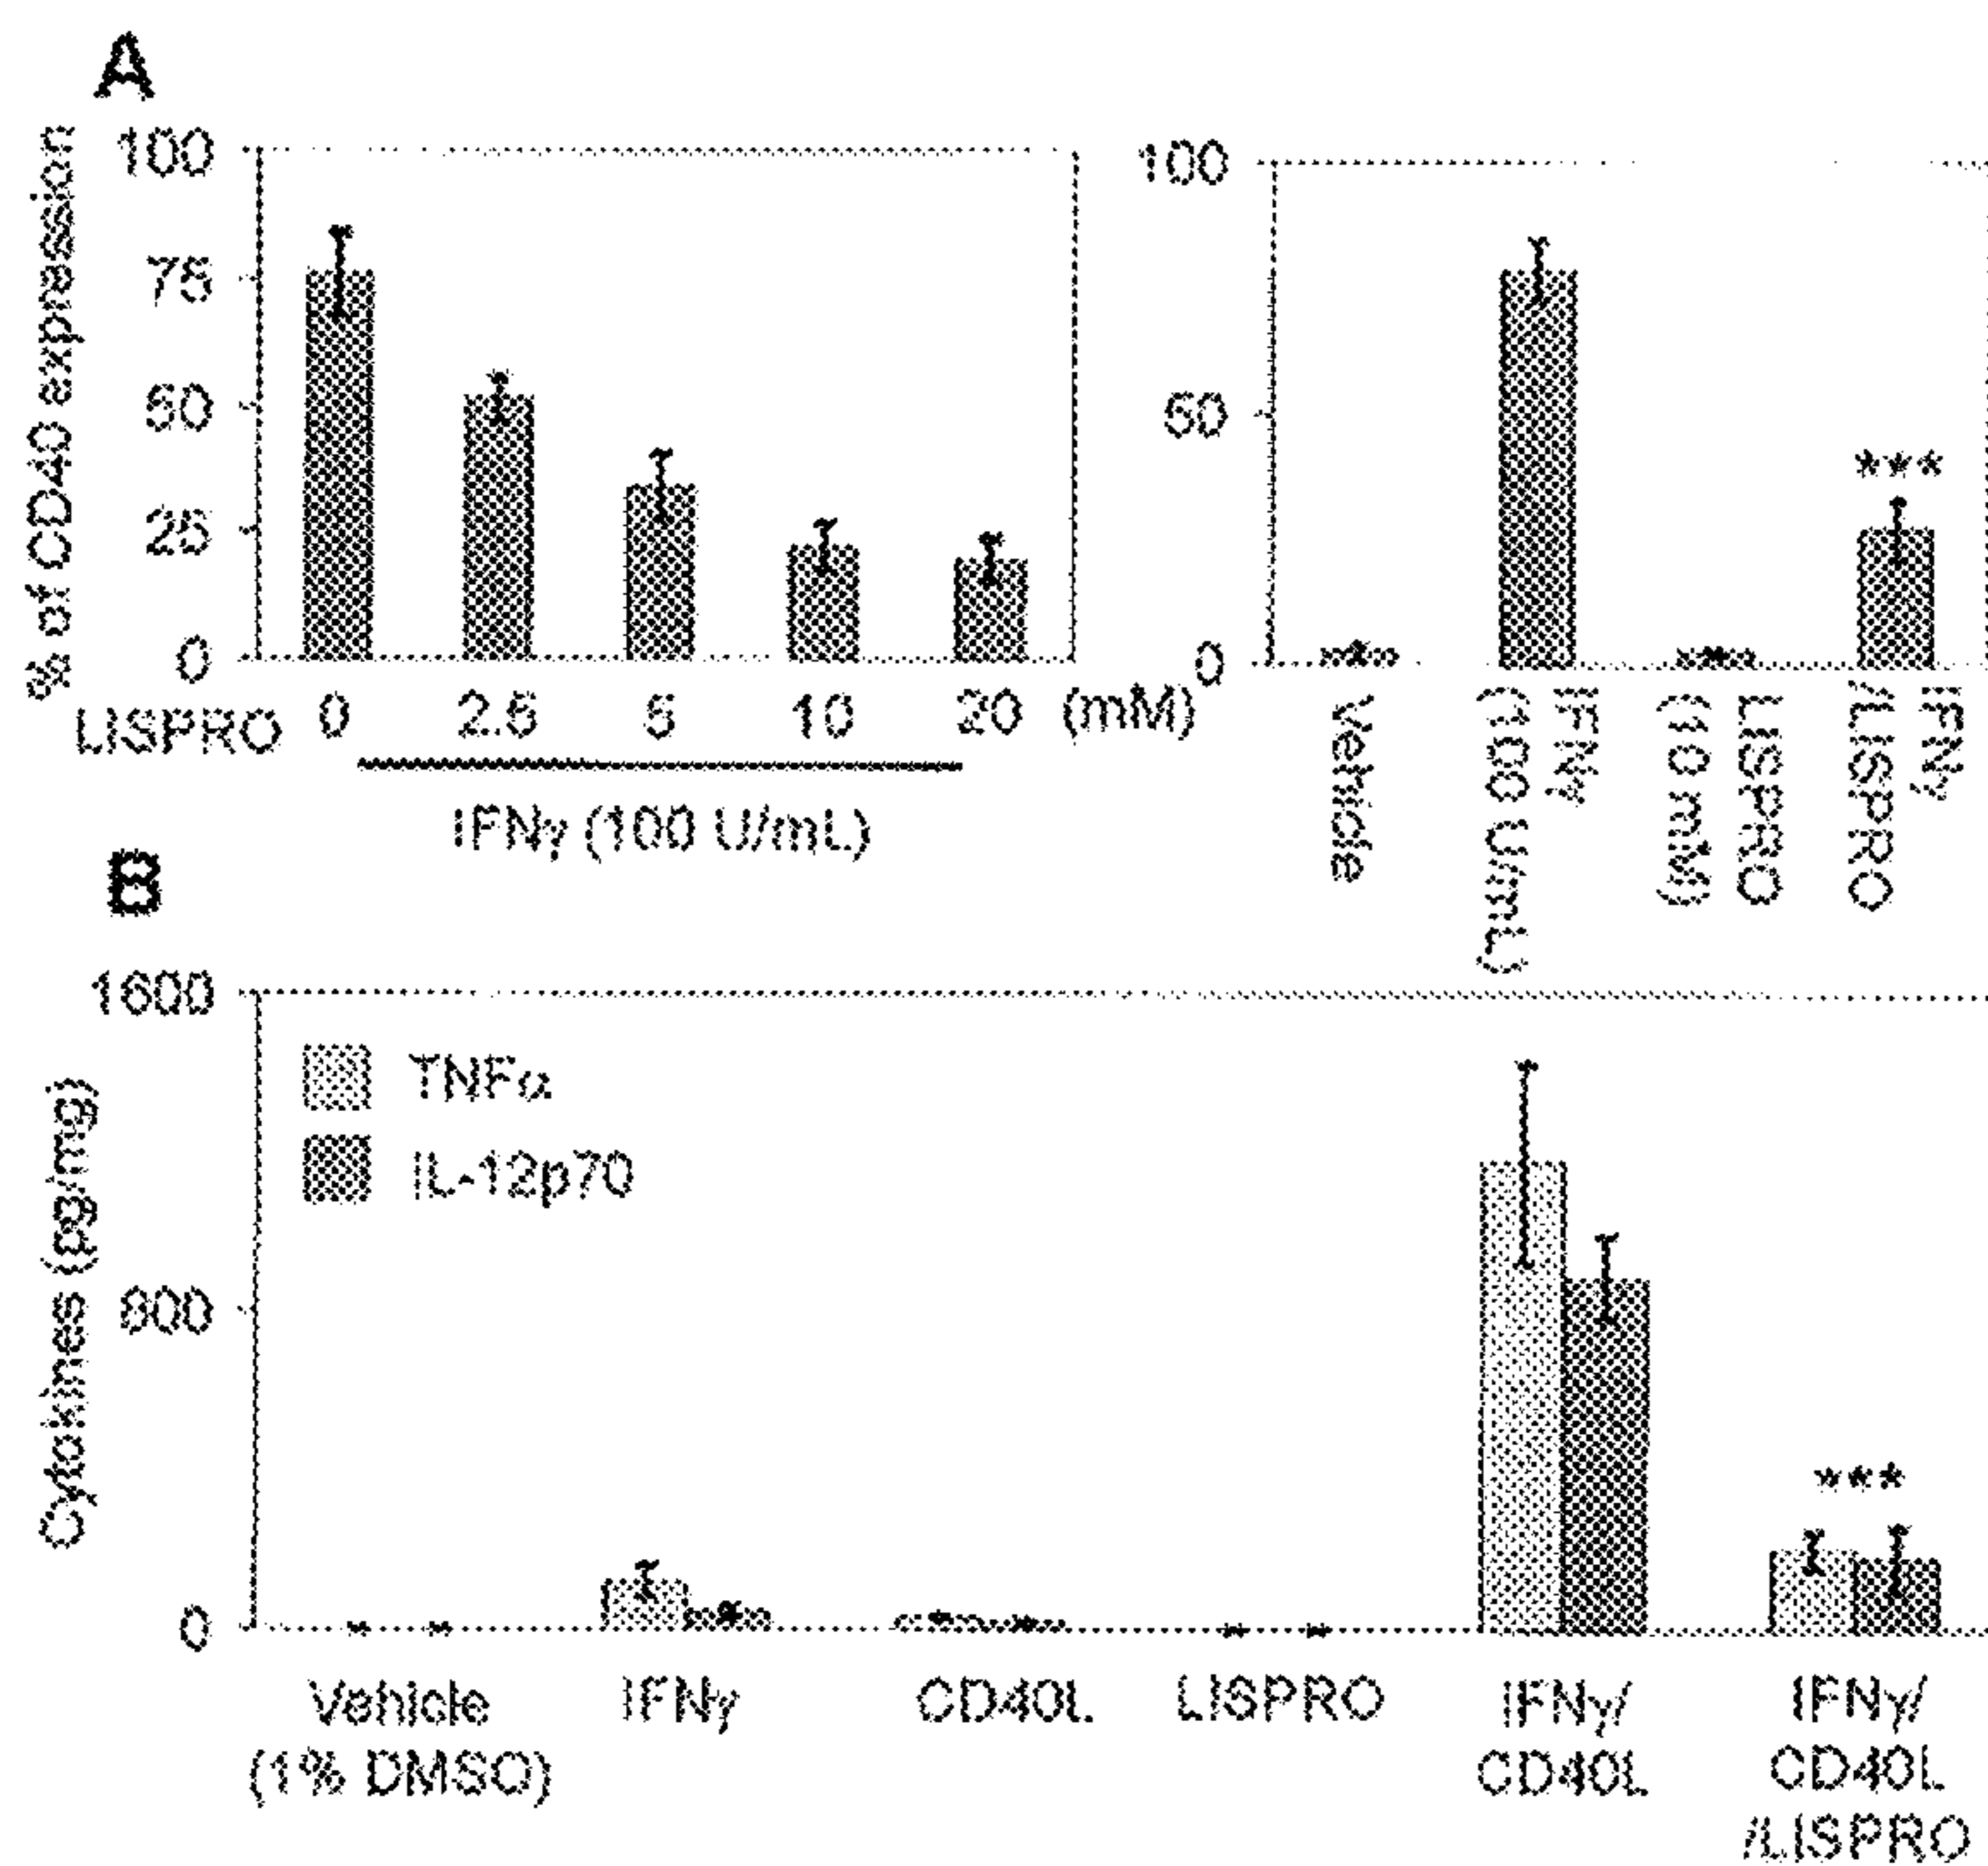 A
% of CD40 expression
100
75
50
25
0
LISPRO 0 2.5 5 10 20 (mM)
IFNγ (100 U/mL)
100
50
0
***
Vehicle
IFNγ
(100 U/mL)
LISPRO
(10 mM)
IFNγ
/LISPRO
B
Cytokines (pg/mg)
1600
800
0
TNFα
IL-12p70
***
Vehicle
(1% DMSO)
IFNγ
CD40L
LISPRO
IFNγ/
CD40L
IFNγ/
CD40L
/LISPRO